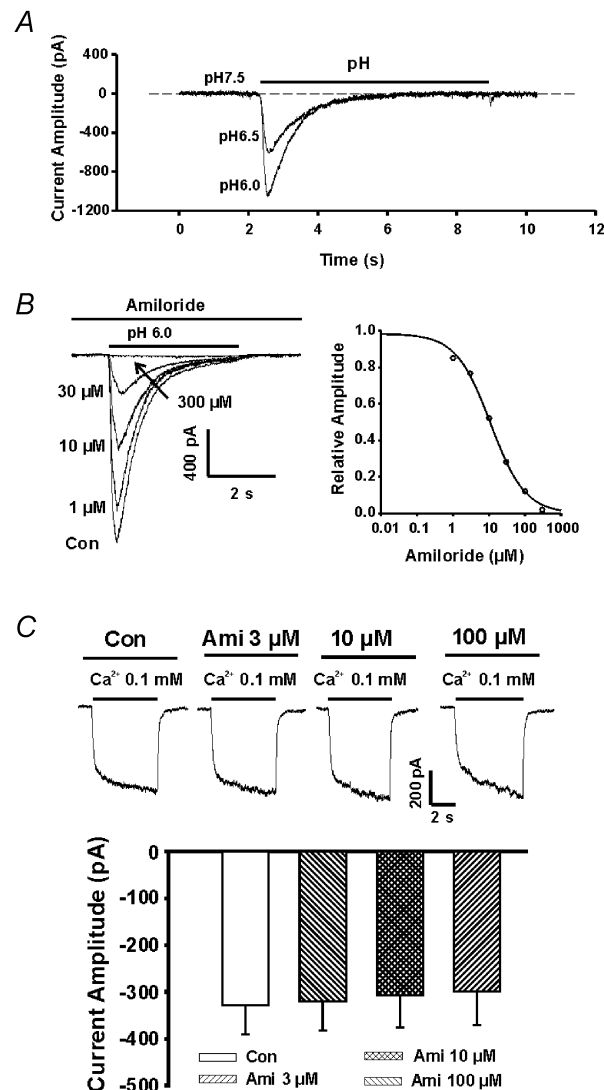 A
Current Amplitude (pA)
400
0
-400
-800
-1200
pH7.5
pH
pH6.5
pH6.0
0 2 4 6 8 10 12
Time (s)
B
Amiloride
pH 6.0
30 µM
300 µM
10 µM
1 µM
Con
400 pA
2 s
Relative Amplitude
1.0
0.8
0.6
0.4
0.2
0.0
0.01 0.1 1 10 100 1000
Amiloride (µM)
C
Con Ami 3 µM 10 µM 100 µM
Ca²⁺ 0.1 mM Ca²⁺ 0.1 mM Ca²⁺ 0.1 mM Ca²⁺ 0.1 mM
200 pA
2 s
Current Amplitude (pA)
0
-100
-200
-300
-400
-500
Con
Ami 3 µM
Ami 10 µM
Ami 100 µM